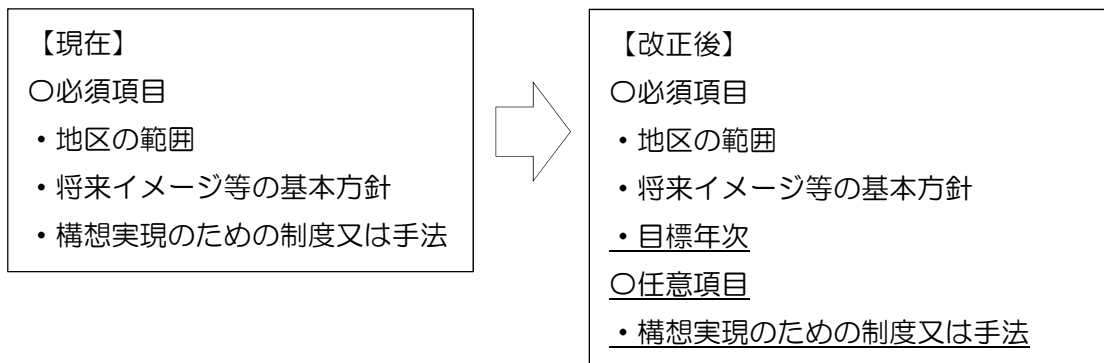 【現在】
〇必須項目
・地区の範囲
・将来イメージ等の基本方針
・構想実現のための制度又は手法
【改正後】
〇必須項目
・地区の範囲
・将来イメージ等の基本方針
・目標年次
〇任意項目
・構想実現のための制度又は手法